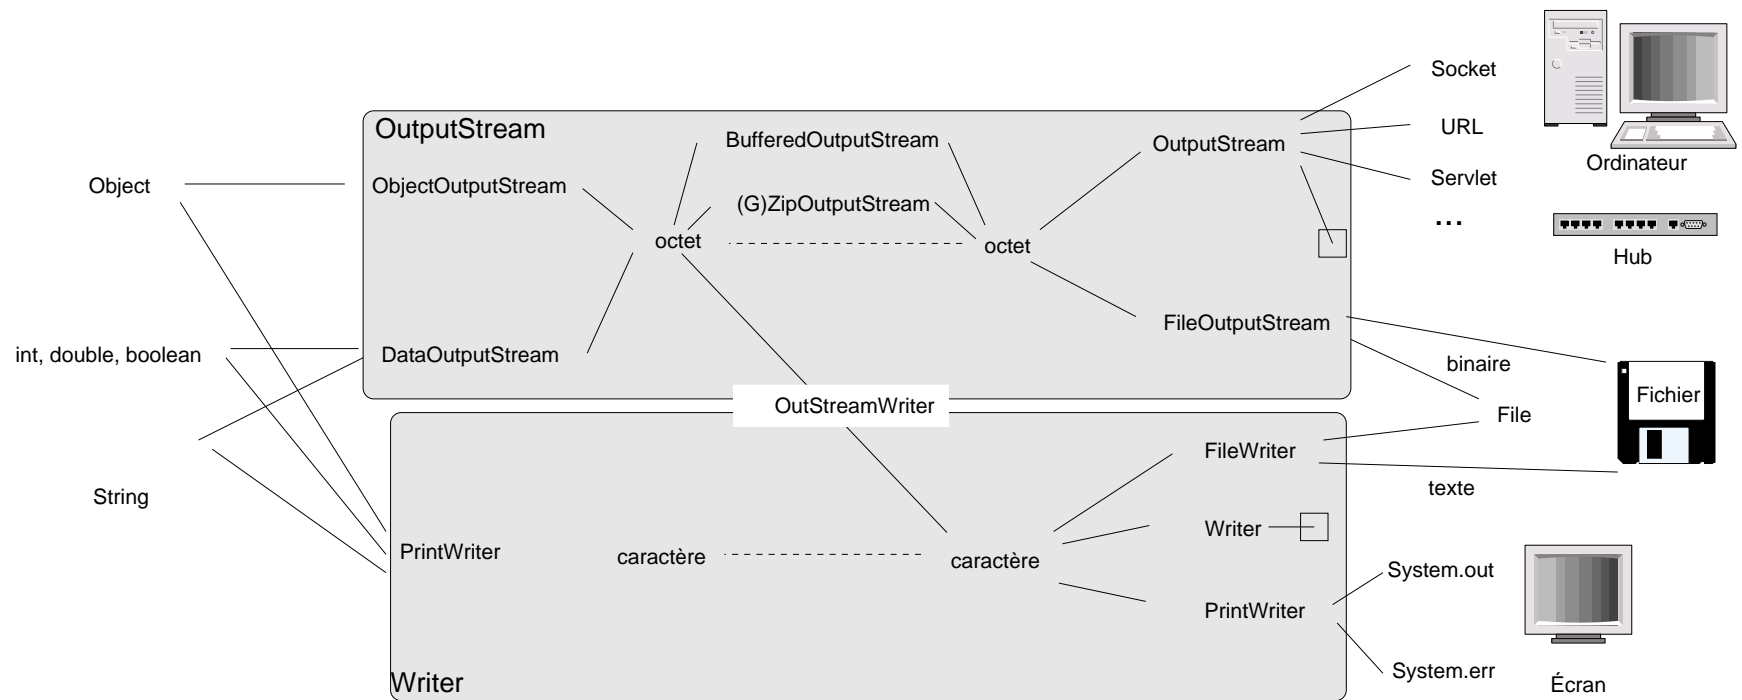 Socket
OutputStream
BufferedOutputStream
OutputStream
URL
Ordinateur
Object
ObjectOutputStream
(G)ZipOutputStream
Servlet
...
octet
octet
Hub
FileOutputStream
int, double, boolean
DataOutputStream
binaire
Fichier
OutStreamWriter
File
FileWriter
String
texte
Writer
PrintWriter
caractère
caractère
System.out
PrintWriter
Writer
System.err
Écran